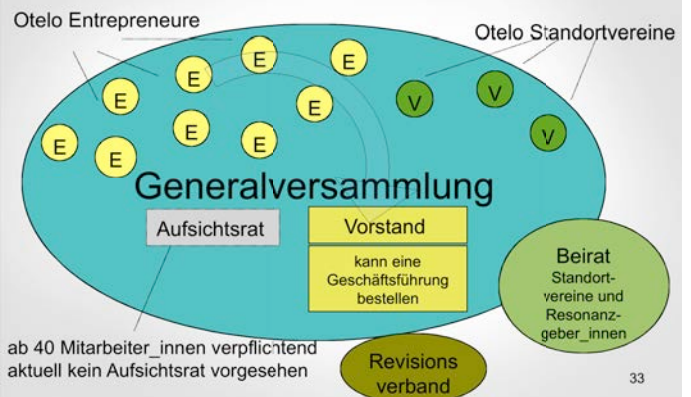 Otelo Entrepreneure
Otelo Standortvereine
E
E
E
E
E
E
E
E
E
V
V
V
Generalversammlung
Aufsichtsrat
Vorstand
kann eine
Geschäftsführung
bestellen
Beirat
Standort-
vereine und
Resonanz-
geber_innen
ab 40 Mitarbeiter_innen verpflichtend
aktuell kein Aufsichtsrat vorgesehen
Revisions
verband
33